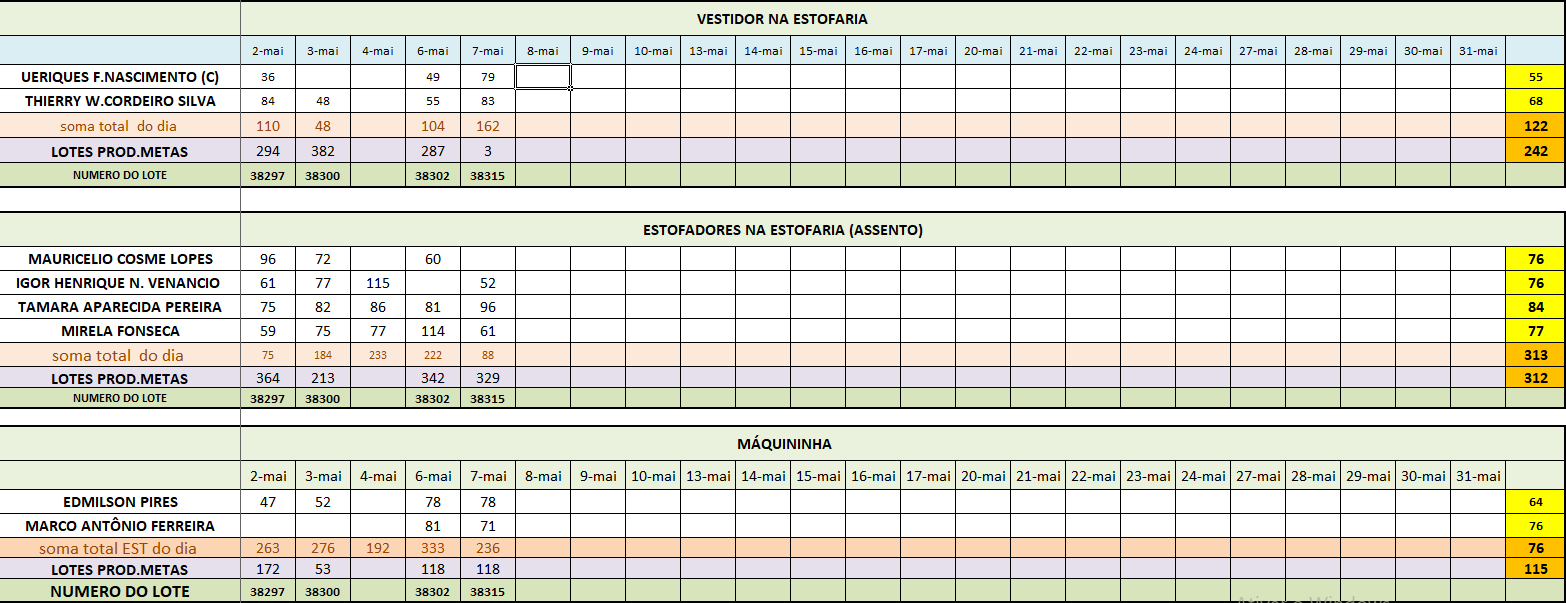 VESTIDOR NA ESTOFARIA
2-mai 3-mai 4-mai 6-mai 7-mai 8-mai 9-mai 10-mai 13-mai 14-mai 15-mai 16-mai 17-mai 20-mai 21-mai 22-mai 23-mai 24-mai 27-mai 28-mai 29-mai 30-mai 31-mai
UERIQUES F.NASCIMENTO (C) 36 49 79 55
THIERRY W.CORDEIRO SILVA 84 48 55 83 68
soma total do dia 110 48 104 162 122
LOTES PROD.METAS 294 382 287 3 242
NUMERO DO LOTE 38297 38300 38302 38315
ESTOFADORES NA ESTOFARIA (ASSENTO)
MAURICELIO COSME LOPES 96 72 60 76
IGOR HENRIQUE N. VENANCIO 61 77 115 52 76
TAMARA APARECIDA PEREIRA 75 82 86 81 96 84
MIRELA FONSECA 59 75 77 114 61 77
soma total do dia 75 184 233 222 88 313
LOTES PROD.METAS 364 213 342 329 312
NUMERO DO LOTE 38297 38300 38302 38315
MÁQUININHA
2-mai 3-mai 4-mai 6-mai 7-mai 8-mai 9-mai 10-mai 13-mai 14-mai 15-mai 16-mai 17-mai 20-mai 21-mai 22-mai 23-mai 24-mai 27-mai 28-mai 29-mai 30-mai 31-mai
EDMILSON PIRES 47 52 78 78 64
MARCO ANTÔNIO FERREIRA 81 71 76
soma total EST do dia 263 276 192 333 236 76
LOTES PROD.METAS 172 53 118 118 115
NUMERO DO LOTE 38297 38300 38302 38315